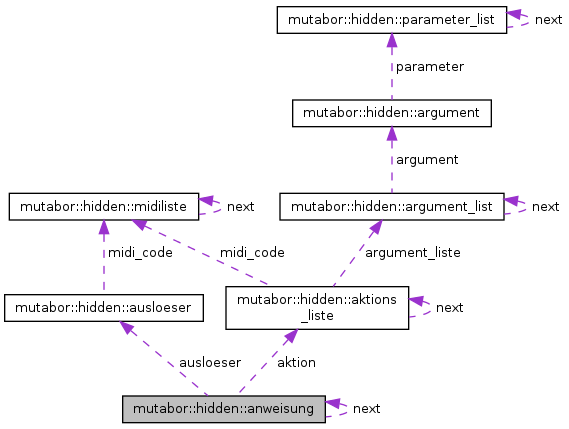 mutabor::hidden::parameter_list
next
parameter
mutabor::hidden::argument
argument
mutabor::hidden::midiliste
next
mutabor::hidden::argument_list
next
midi_code
midi_code
argument_liste
mutabor::hidden::ausloeser
mutabor::hidden::aktions
_liste
next
ausloeser
aktion
mutabor::hidden::anweisung
next